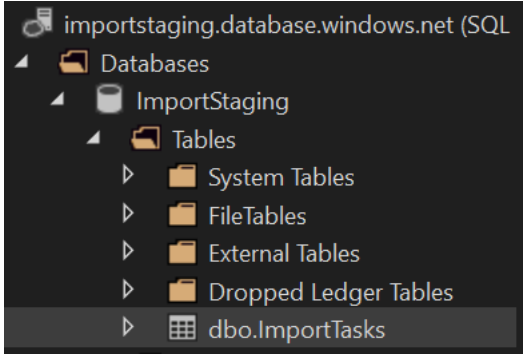 importstaging.database.windows.net (SQL
Databases
ImportStaging
Tables
System Tables
FileTables
External Tables
Dropped Ledger Tables
dbo.ImportTasks